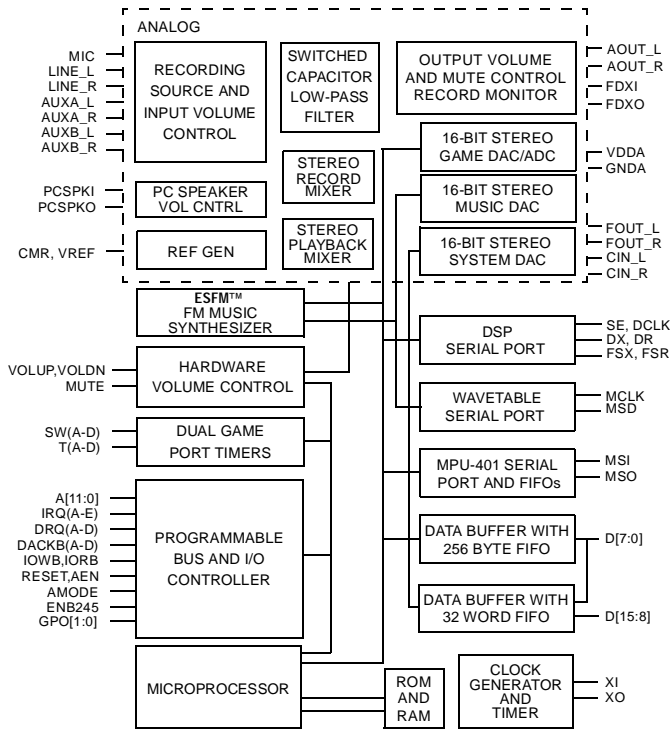 ANALOG
MIC
LINE_L
LINE_R
AUXA_L
AUXA_R
AUXB_L
AUXB_R
RECORDING
SOURCE AND
INPUT VOLUME
CONTROL
SWITCHED
CAPACITOR
LOW-PASS
FILTER
OUTPUT VOLUME
AND MUTE CONTROL
RECORD MONITOR
AOUT_L
AOUT_R
FDXI
FDXO
16-BIT STEREO
GAME DAC/ADC
VDDA
GNDA
STEREO
RECORD
MIXER
PCSPKI
PCSPKO
PC SPEAKER
VOL CNTRL
16-BIT STEREO
MUSIC DAC
CMR, VREF
REF GEN
STEREO
PLAYBACK
MIXER
16-BIT STEREO
SYSTEM DAC
FOUT_L
FOUT_R
CIN_L
CIN_R
ESFM™
FM MUSIC
SYNTHESIZER
DSP
SERIAL PORT
SE, DCLK
DX, DR
FSX, FSR
VOLUP,VOLDN
MUTE
HARDWARE
VOLUME CONTROL
WAVETABLE
SERIAL PORT
MCLK
MSD
SW(A-D)
T(A-D)
DUAL GAME
PORT TIMERS
MPU-401 SERIAL
PORT AND FIFOs
MSI
MSO
A[11:0]
IRQ(A-E)
DRQ(A-D)
DACKB(A-D)
IOWB,IORB
RESET,AEN
AMODE
ENB245
GPO[1:0]
PROGRAMMABLE
BUS AND I/O
CONTROLLER
DATA BUFFER WITH
256 BYTE FIFO
D[7:0]
DATA BUFFER WITH
32 WORD FIFO
D[15:8]
MICROPROCESSOR
ROM
AND
RAM
CLOCK
GENERATOR
AND
TIMER
XI
XO